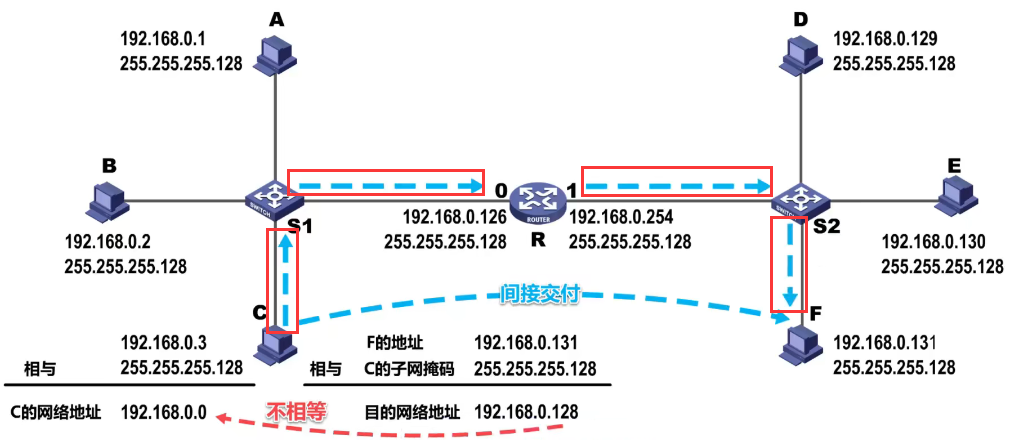 A
192.168.0.1
255.255.255.128
D
192.168.0.129
255.255.255.128
B
192.168.0.2
255.255.255.128
SWITCH
S1
0
192.168.0.126
255.255.255.128
ROUTER
R
1
192.168.0.254
255.255.255.128
SWITCH
S2
E
192.168.0.130
255.255.255.128
间接交付
C
192.168.0.3
相与 255.255.255.128
C的网络地址 192.168.0.0
F的地址 192.168.0.131
相与 C的子网掩码 255.255.255.128
目的网络地址 192.168.0.128
不相等
F
192.168.0.131
255.255.255.128